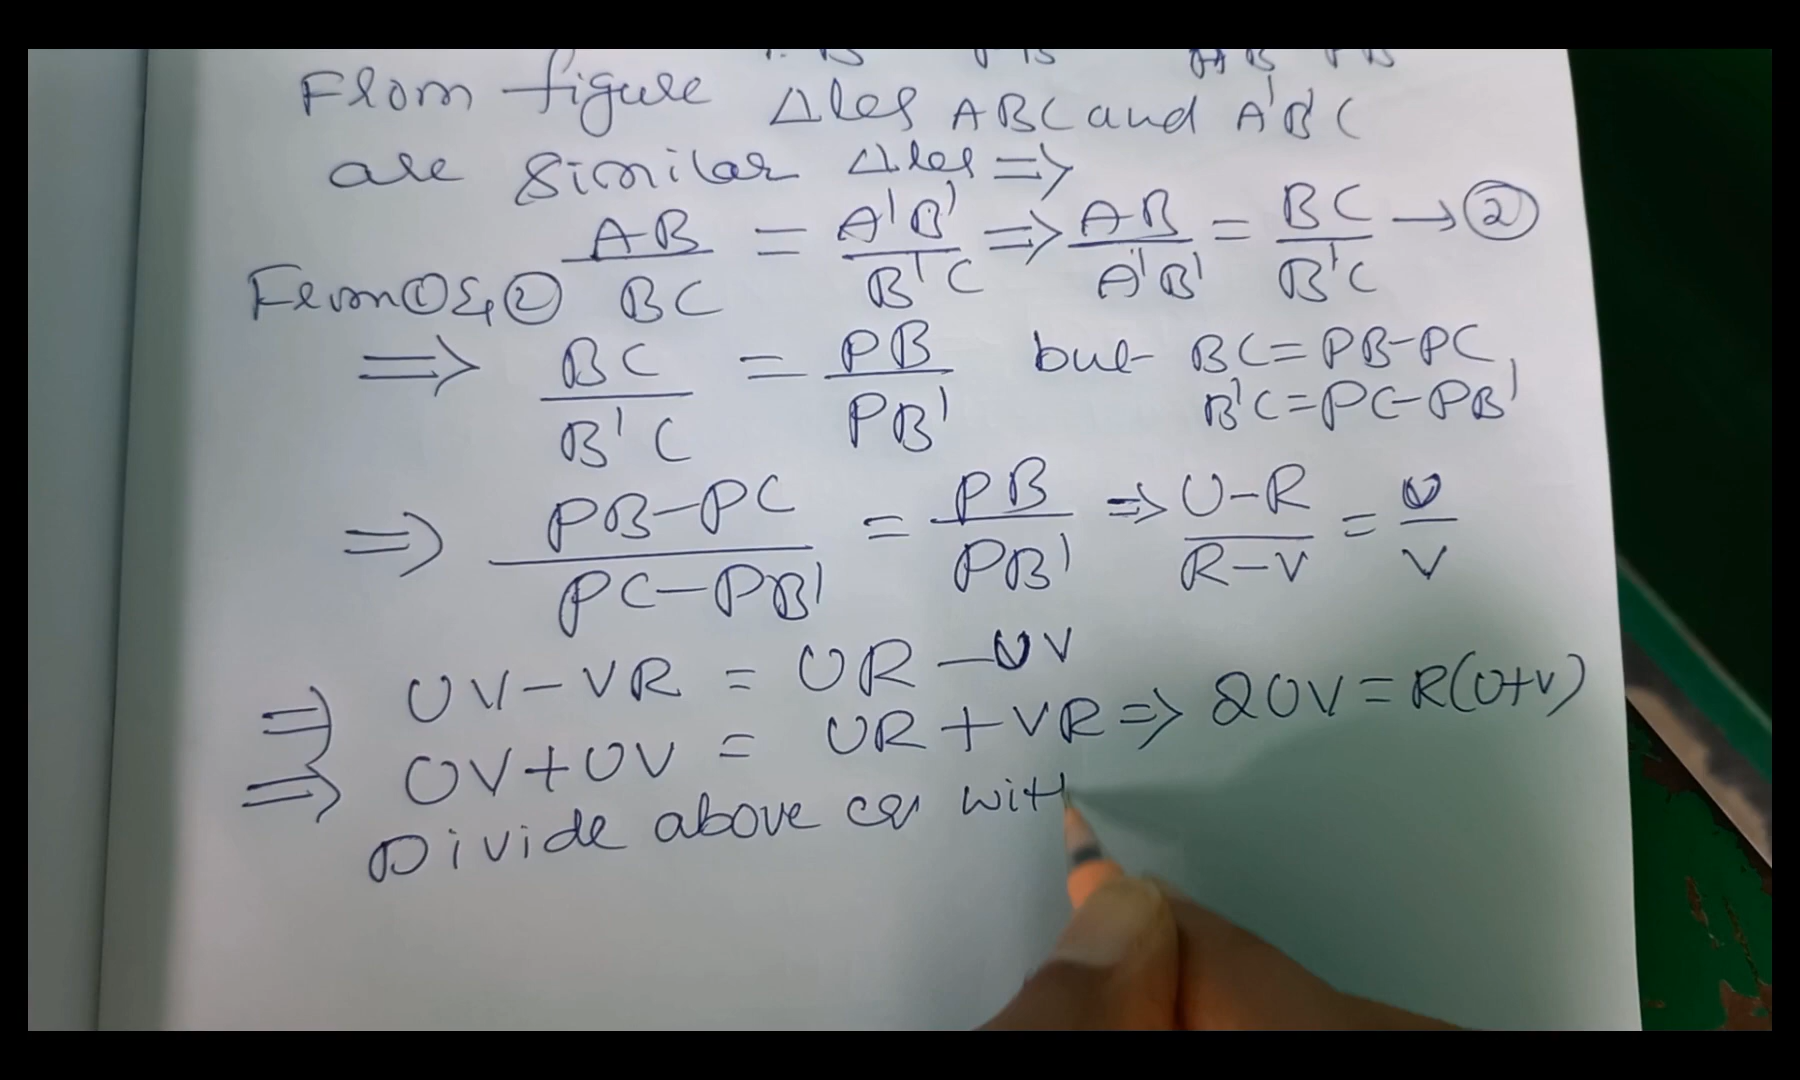 From figure Δles ABC and A'B'C
are similar Δles ⇒
AB/BC = A'B'/B'C ⇒ AB/A'B' = BC/B'C → ②
From ① & ②
⇒ BC/B'C = PB/PB' but BC = PB-PC,
B'C = PC-PB'
⇒ PB-PC/PC-PB' = PB/PB' ⇒ U-R/R-V = U/V
⇒ UV-VR = UR-UV
⇒ UV+UV = UR+VR ⇒ 2UV = R(U+V)
Divide above eq with